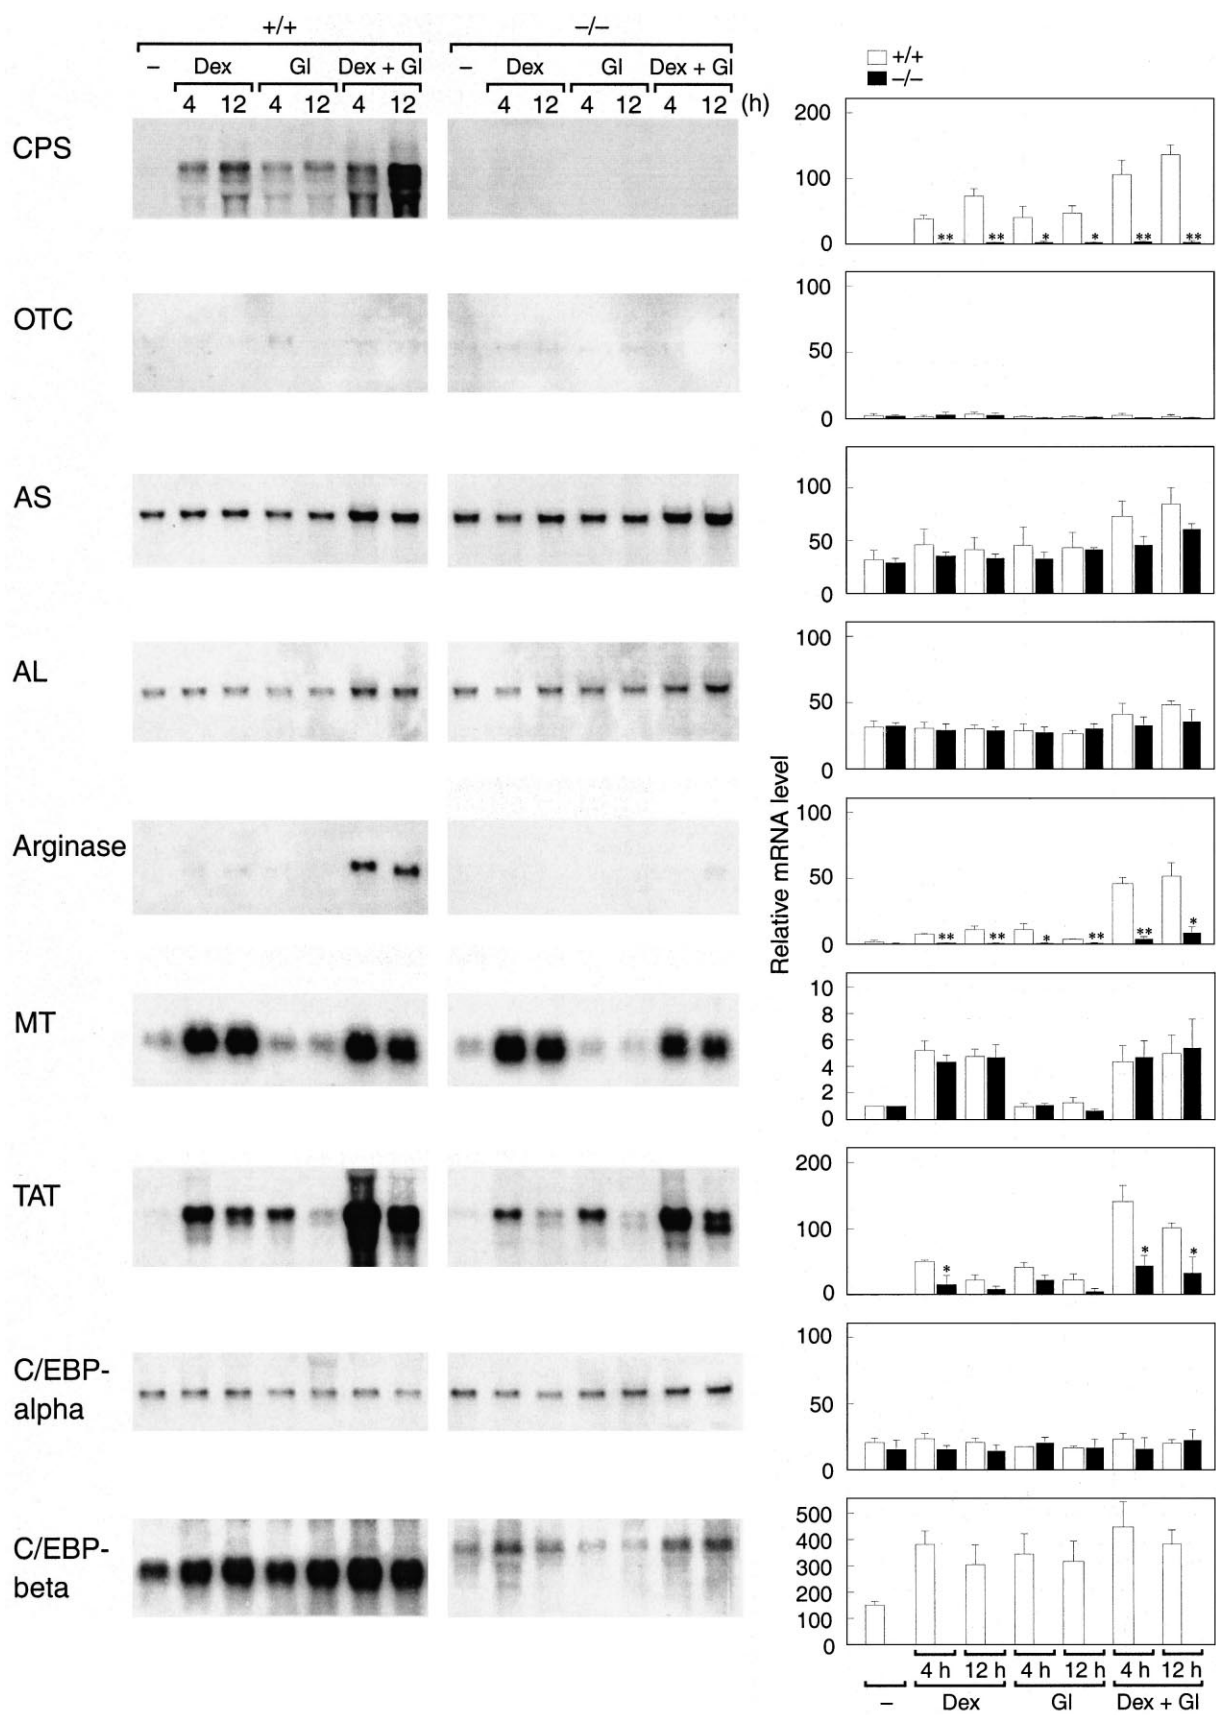 +/+
−/−
– Dex Gl Dex + Gl – Dex Gl Dex + Gl
4 12 4 12 4 12 4 12 4 12 4 12 (h)
CPS
OTC
AS
AL
Arginase
MT
TAT
C/EBP-
alpha
C/EBP-
beta
+/+
−/−
Relative mRNA level
200
100
0
** ** * * ** **
100
50
0
100
50
0
100
50
0
100
50
0
** ** * ** ** *
10
8
6
4
2
0
200
100
0
* * *
100
50
0
500
400
300
200
100
0
4 h 12 h 4 h 12 h 4 h 12 h
– Dex Gl Dex + Gl